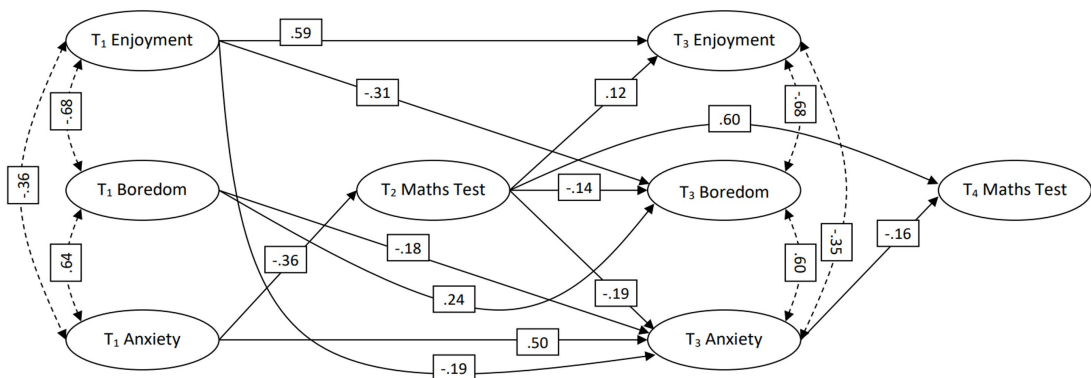 T₁ Enjoyment
.59
T₃ Enjoyment
-.68
-.31
.12
-.68
.60
-.36
T₁ Boredom
T₂ Maths Test
-.14
T₃ Boredom
T₄ Maths Test
.64
-.36
-.18
-.16
-.35
.60
.24
-.19
T₁ Anxiety
.50
T₃ Anxiety
-.19